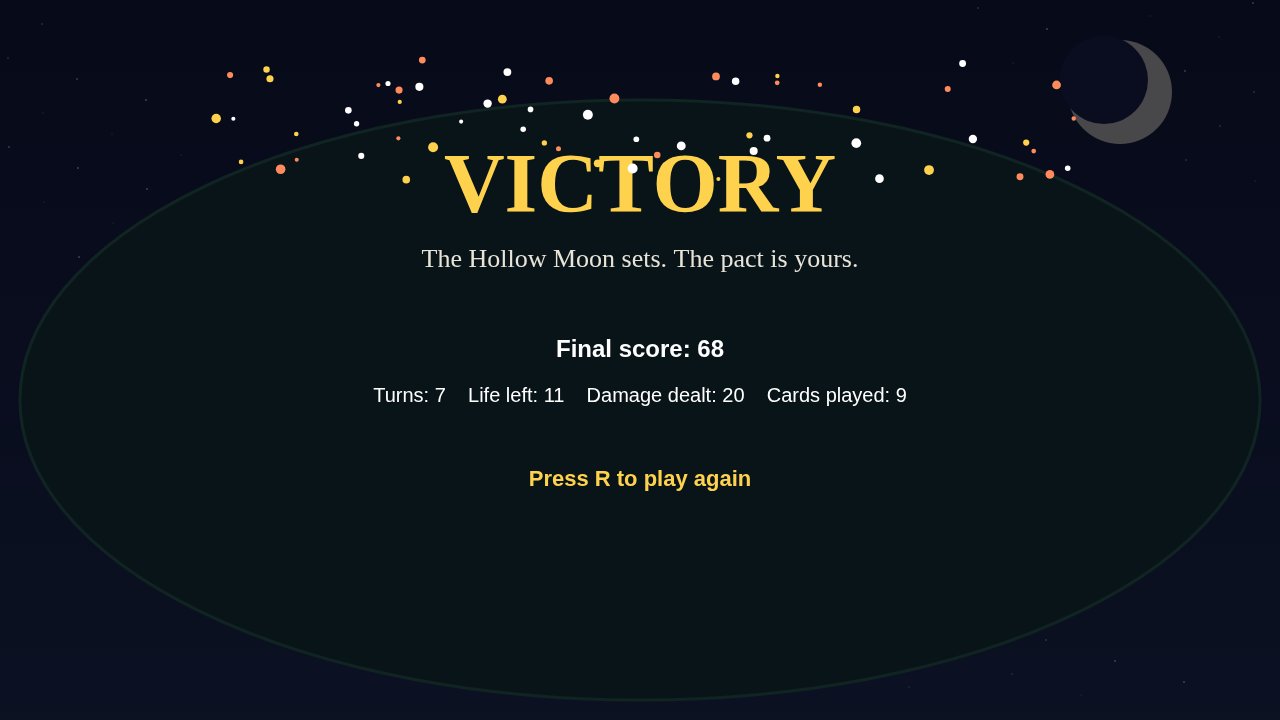 VICTORY
The Hollow Moon sets. The pact is yours.
Final score: 68
Turns: 7    Life left: 11    Damage dealt: 20    Cards played: 9
Press R to play again